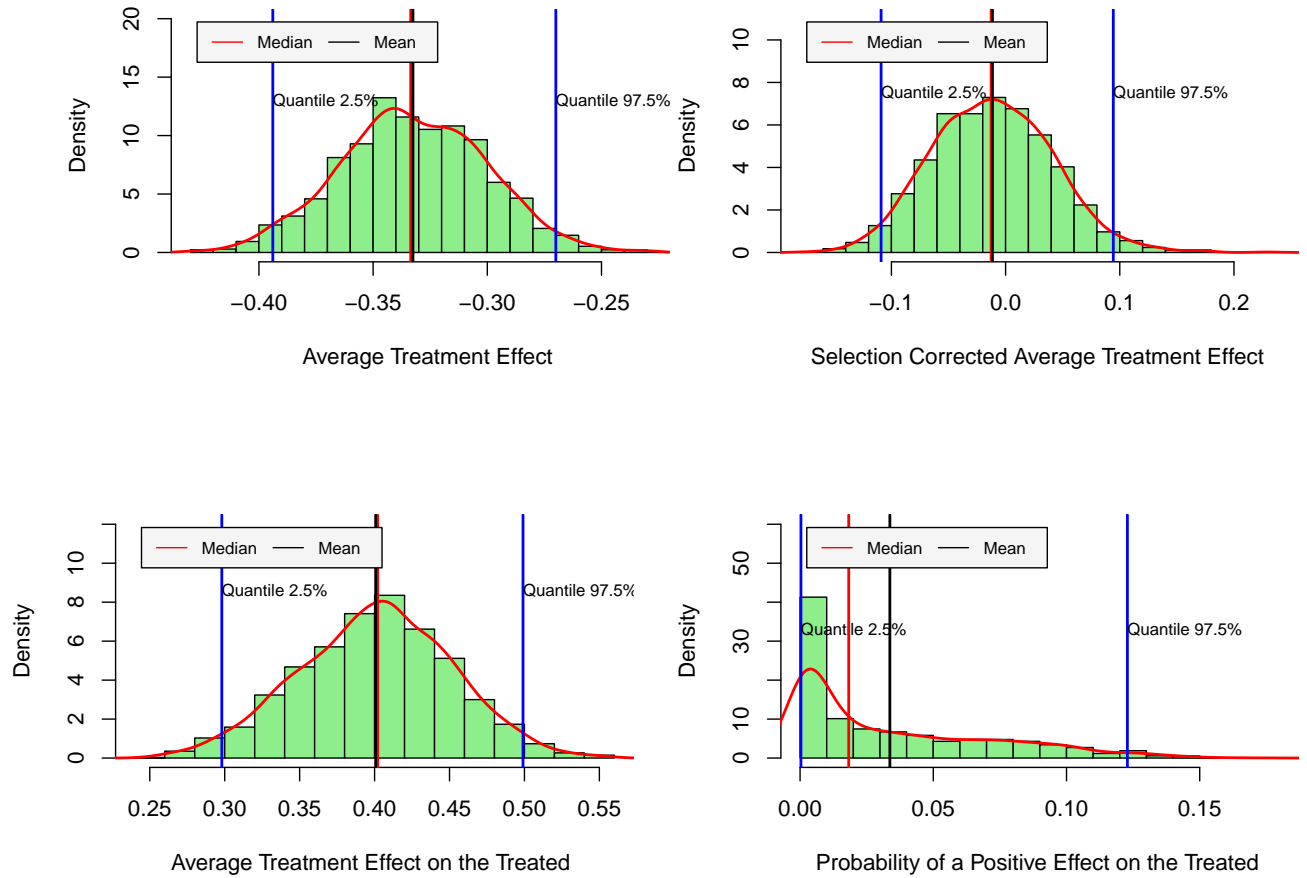 Density
0 5 10 15 20
Median Mean
Quantile 2.5%
Quantile 97.5%
−0.40 −0.35 −0.30 −0.25
Average Treatment Effect
Density
0 2 4 6 8 10
Median Mean
Quantile 2.5%
Quantile 97.5%
−0.1 0.0 0.1 0.2
Selection Corrected Average Treatment Effect
Density
0 2 4 6 8 10
Median Mean
Quantile 2.5%
Quantile 97.5%
0.25 0.30 0.35 0.40 0.45 0.50 0.55
Average Treatment Effect on the Treated
Density
0 10 30 50
Median Mean
Quantile 2.5%
Quantile 97.5%
0.00 0.05 0.10 0.15
Probability of a Positive Effect on the Treated